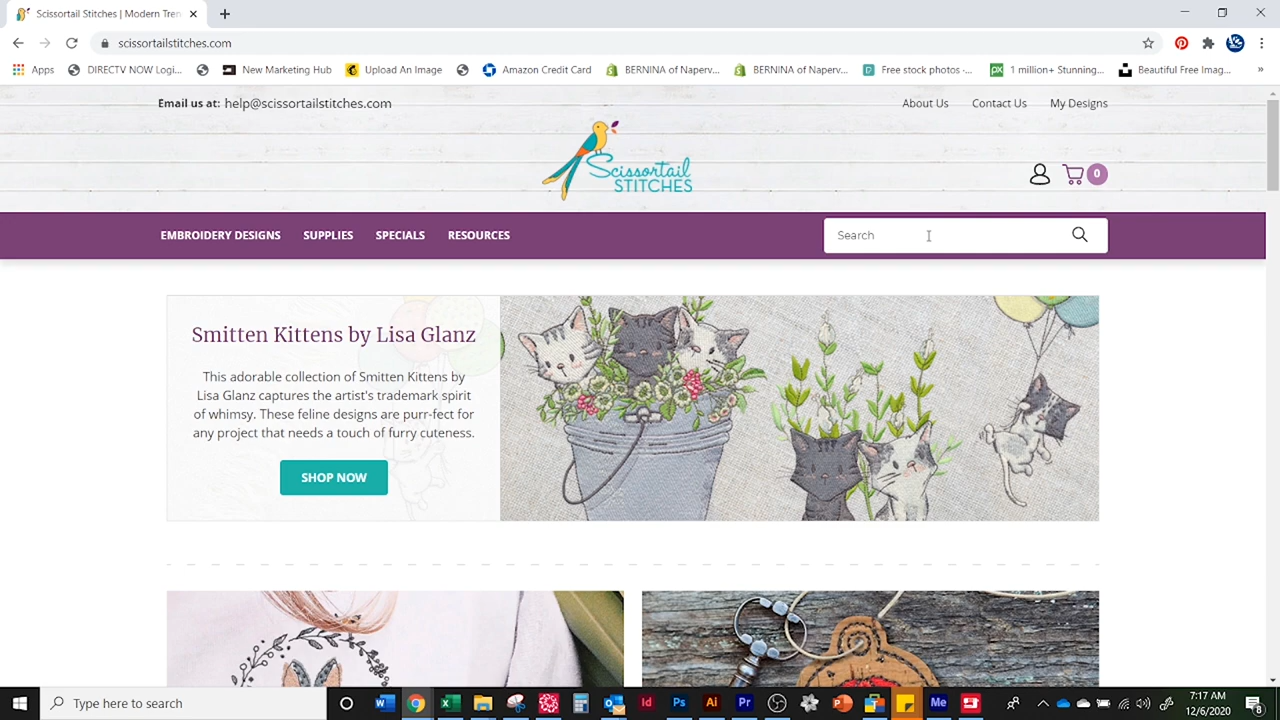 Scissortail Stitches | Modern Tren
scissortailstitches.com
Apps
DIRECTV NOW Logi...
New Marketing Hub
Upload An Image
Amazon Credit Card
BERNINA of Naperv...
BERNINA of Naperv...
Free stock photos -...
1 million+ Stunning...
Beautiful Free Imag...
»
Email us at: help@scissortailstitches.com
About Us
Contact Us
My Designs
Scissortail
STITCHES
0
EMBROIDERY DESIGNS
SUPPLIES
SPECIALS
RESOURCES
Search
Smitten Kittens by Lisa Glanz
This adorable collection of Smitten Kittens by
Lisa Glanz captures the artist's trademark spirit
of whimsy. These feline designs are purr-fect for
any project that needs a touch of furry cuteness.
SHOP NOW
Type here to search
7:17 AM
12/6/2020
8